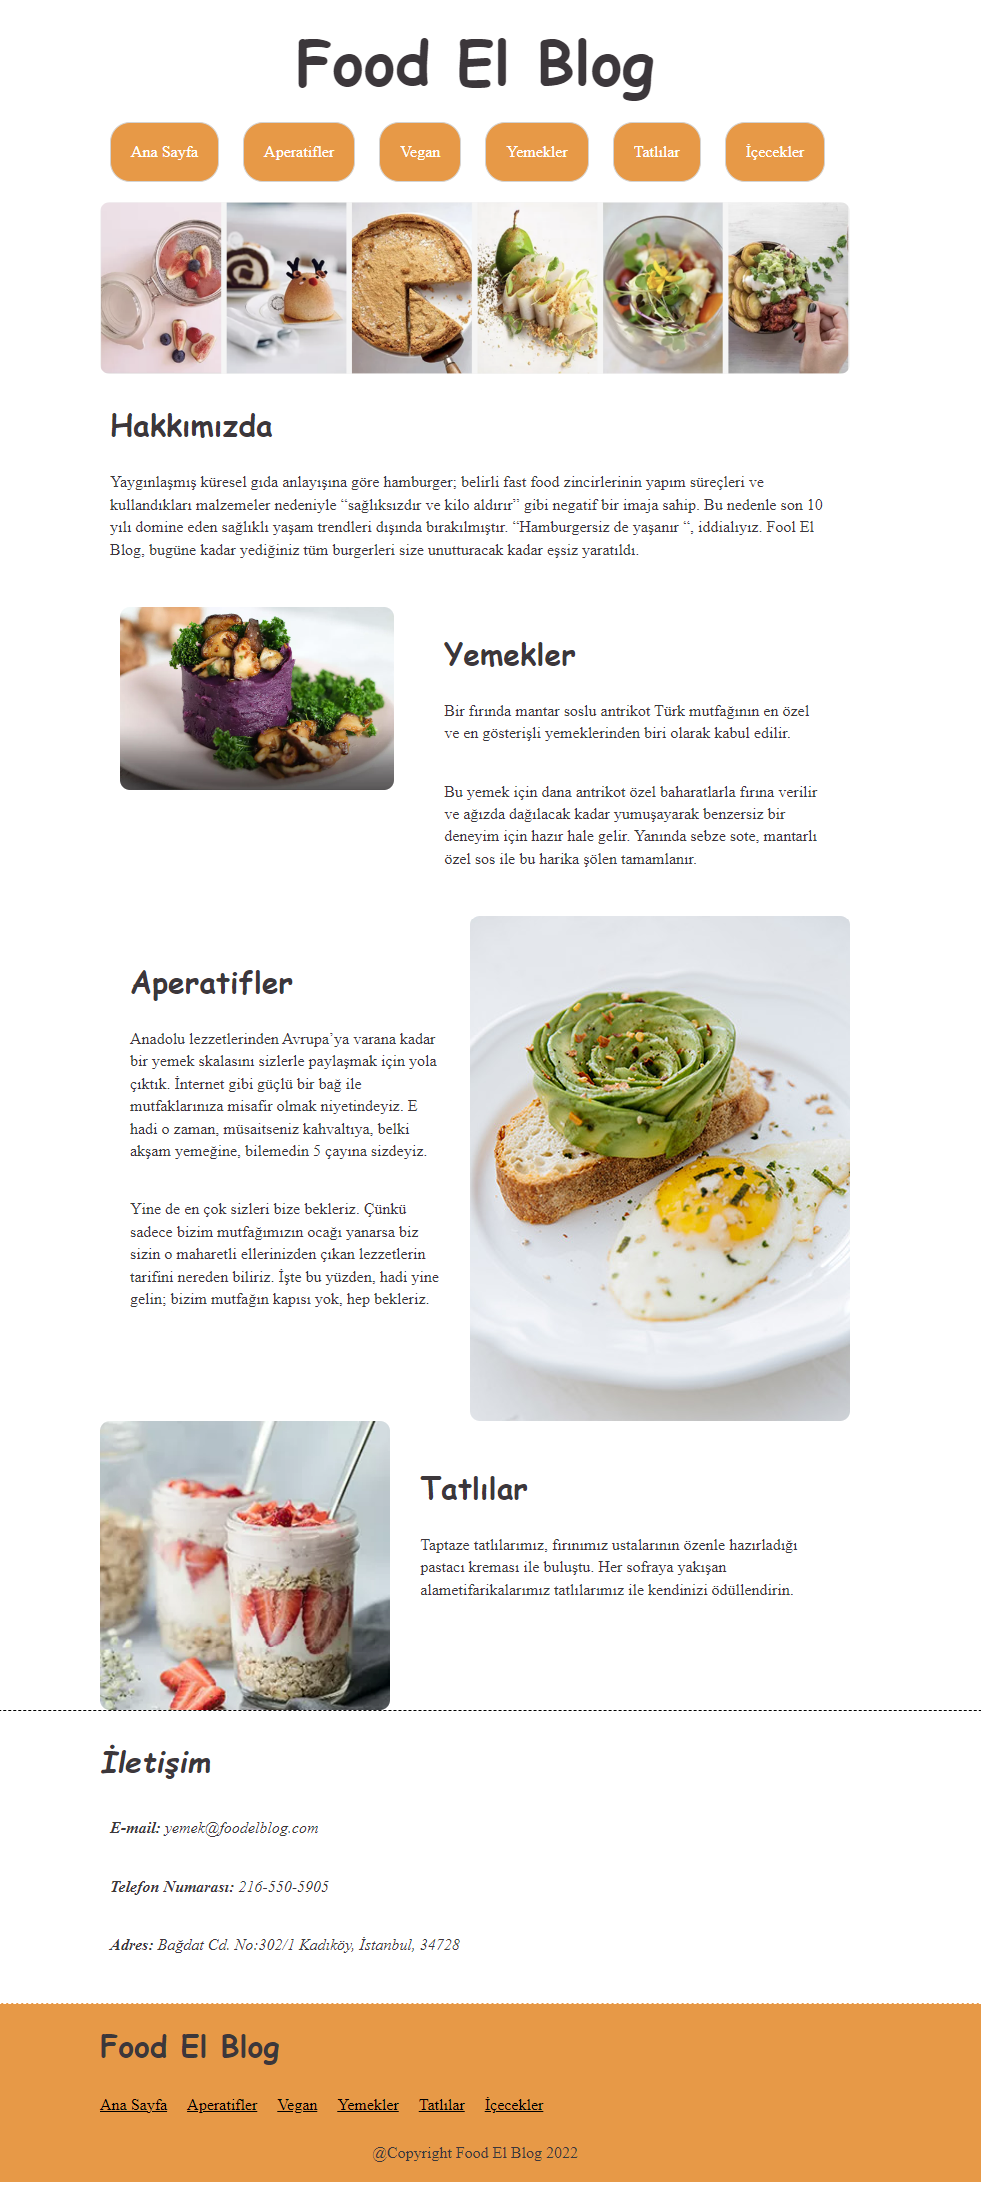 Food El Blog
Ana Sayfa Aperatifler Vegan Yemekler Tatlılar İçecekler
Hakkımızda
Yaygınlaşmış küresel gıda anlayışına göre hamburger; belirli fast food zincirlerinin yapım süreçleri ve
kullandıkları malzemeler nedeniyle “sağlıksızdır ve kilo aldırır” gibi negatif bir imaja sahip. Bu nedenle son 10
yılı domine eden sağlıklı yaşam trendleri dışında bırakılmıştır. “Hamburgersiz de yaşanır “, iddialıyız. Fool El
Blog, bugüne kadar yediğiniz tüm burgerleri size unutturacak kadar eşsiz yaratıldı.
Yemekler
Bir fırında mantar soslu antrikot Türk mutfağının en özel
ve en gösterişli yemeklerinden biri olarak kabul edilir.
Bu yemek için dana antrikot özel baharatlarla fırına verilir
ve ağızda dağılacak kadar yumuşayarak benzersiz bir
deneyim için hazır hale gelir. Yanında sebze sote, mantarlı
özel sos ile bu harika şölen tamamlanır.
Aperatifler
Anadolu lezzetlerinden Avrupa’ya varana kadar
bir yemek skalasını sizlerle paylaşmak için yola
çıktık. İnternet gibi güçlü bir bağ ile
mutfaklarınıza misafir olmak niyetindeyiz. E
hadi o zaman, müsaitseniz kahvaltıya, belki
akşam yemeğine, bilemedin 5 çayına sizdeyiz.
Yine de en çok sizleri bize bekleriz. Çünkü
sadece bizim mutfağımızın ocağı yanarsa biz
sizin o maharetli ellerinizden çıkan lezzetlerin
tarifini nereden biliriz. İşte bu yüzden, hadi yine
gelin; bizim mutfağın kapısı yok, hep bekleriz.
Tatlılar
Taptaze tatlılarımız, fırınımız ustalarının özenle hazırladığı
pastacı kreması ile buluştu. Her sofraya yakışan
alametifarikalarımız tatlılarımız ile kendinizi ödüllendirin.
İletişim
E-mail: yemek@foodelblog.com
Telefon Numarası: 216-550-5905
Adres: Bağdat Cd. No:302/1 Kadıköy, İstanbul, 34728
Food El Blog
Ana Sayfa Aperatifler Vegan Yemekler Tatlılar İçecekler
@Copyright Food El Blog 2022